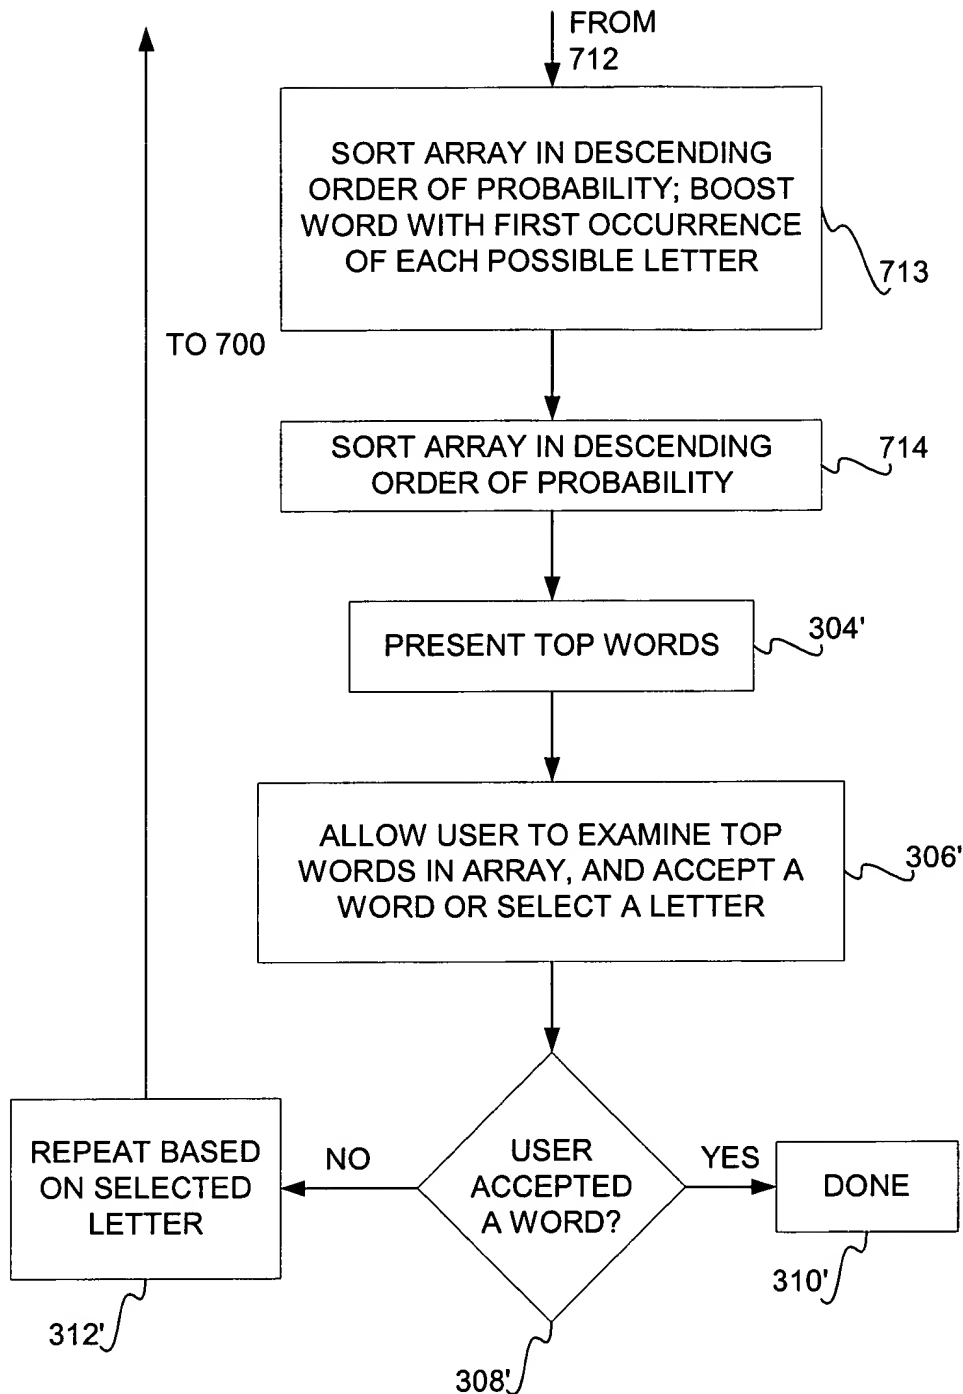 FROM
712
SORT ARRAY IN DESCENDING
ORDER OF PROBABILITY; BOOST
WORD WITH FIRST OCCURRENCE
OF EACH POSSIBLE LETTER
713
TO 700
SORT ARRAY IN DESCENDING
ORDER OF PROBABILITY
714
PRESENT TOP WORDS
304'
ALLOW USER TO EXAMINE TOP
WORDS IN ARRAY, AND ACCEPT A
WORD OR SELECT A LETTER
306'
REPEAT BASED
ON SELECTED
LETTER
312'
NO
USER
ACCEPTED
A WORD?
308'
YES
DONE
310'